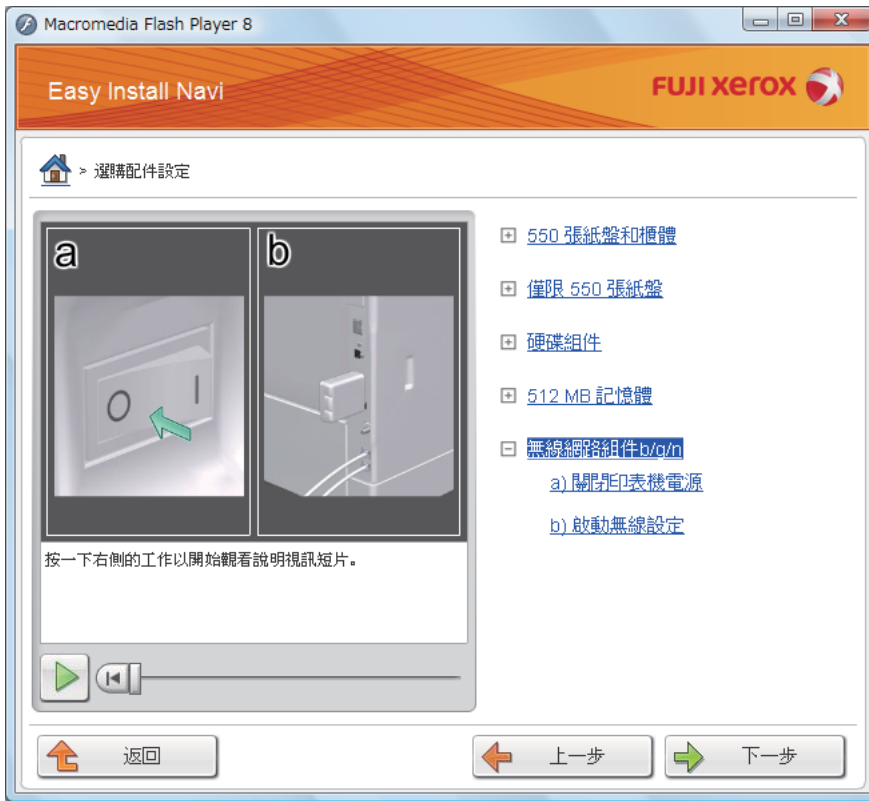 Macromedia Flash Player 8
Easy Install Navi
FUJI xerox
> 選購配件設定
a
b
550 張紙盤和櫃體
僅限 550 張紙盤
硬碟組件
512 MB 記憶體
無線網路組件b/g/n
a) 關閉印表機電源
b) 啟動無線設定
按一下右側的工作以開始觀看說明視訊短片。
返回
上一步
下一步